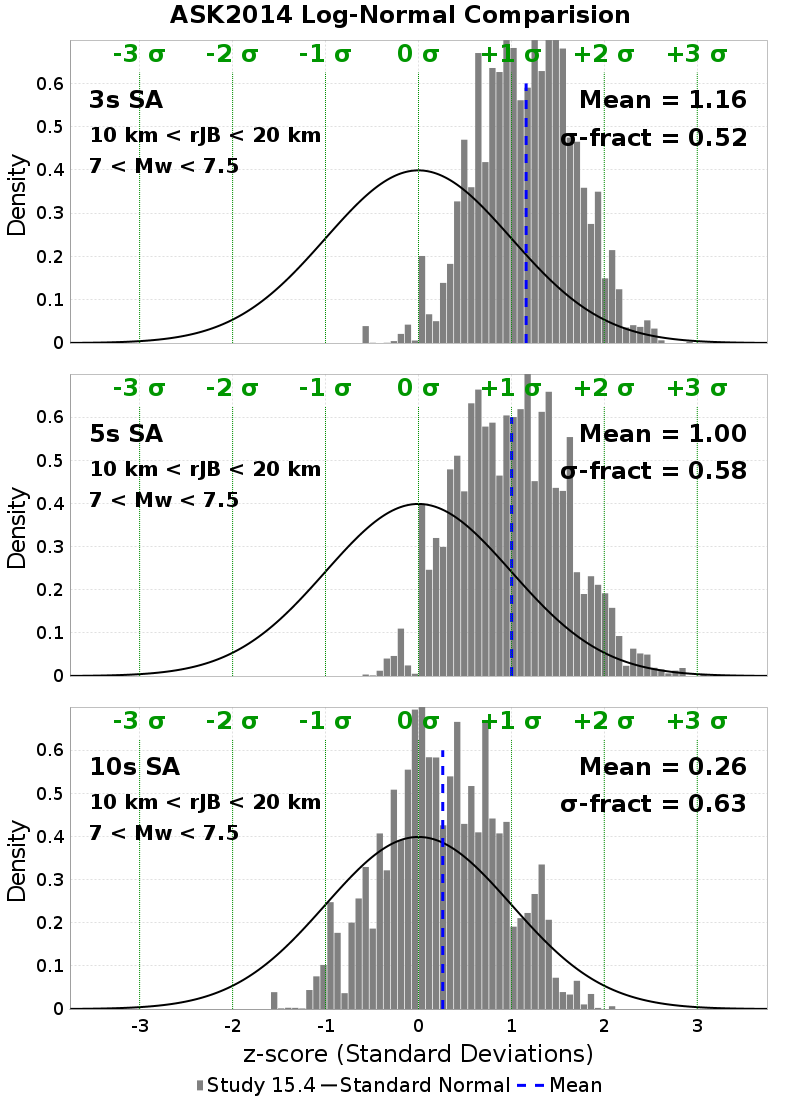 ASK2014 Log-Normal Comparision
-3 σ -2 σ -1 σ 0 σ +1 σ +2 σ +3 σ
3s SA
10 km < rJB < 20 km
7 < Mw < 7.5
Mean = 1.16
σ-fract = 0.52
Density
0.6
0.5
0.4
0.3
0.2
0.1
0
-3 σ -2 σ -1 σ 0 σ +1 σ +2 σ +3 σ
5s SA
10 km < rJB < 20 km
7 < Mw < 7.5
Mean = 1.00
σ-fract = 0.58
Density
0.6
0.5
0.4
0.3
0.2
0.1
0
-3 σ -2 σ -1 σ 0 σ +1 σ +2 σ +3 σ
10s SA
10 km < rJB < 20 km
7 < Mw < 7.5
Mean = 0.26
σ-fract = 0.63
Density
0.6
0.5
0.4
0.3
0.2
0.1
0
-3 -2 -1 0 1 2 3
z-score (Standard Deviations)
Study 15.4 Standard Normal Mean